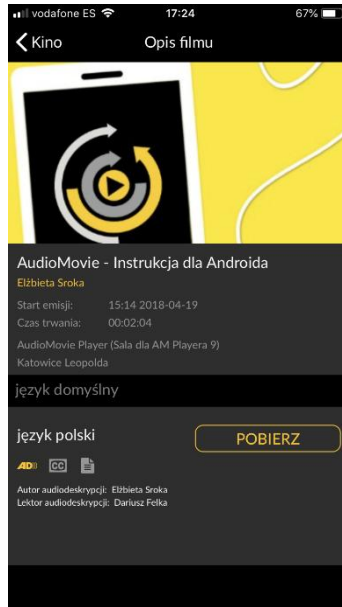 vodafone ES 17:24 67%
Kino Opis filmu
AudioMovie - Instrukcja dla Androida
Elżbieta Sroka
Start emisji: 15:14 2018-04-19
Czas trwania: 00:02:04
AudioMovie Player (Sala dla AM Playera 9)
Katowice Leopolda
język domyślny
język polski POBIERZ
AD CC
Autor audiodeskrypcji: Elżbieta Sroka
Lektor audiodeskrypcji: Dariusz Felka